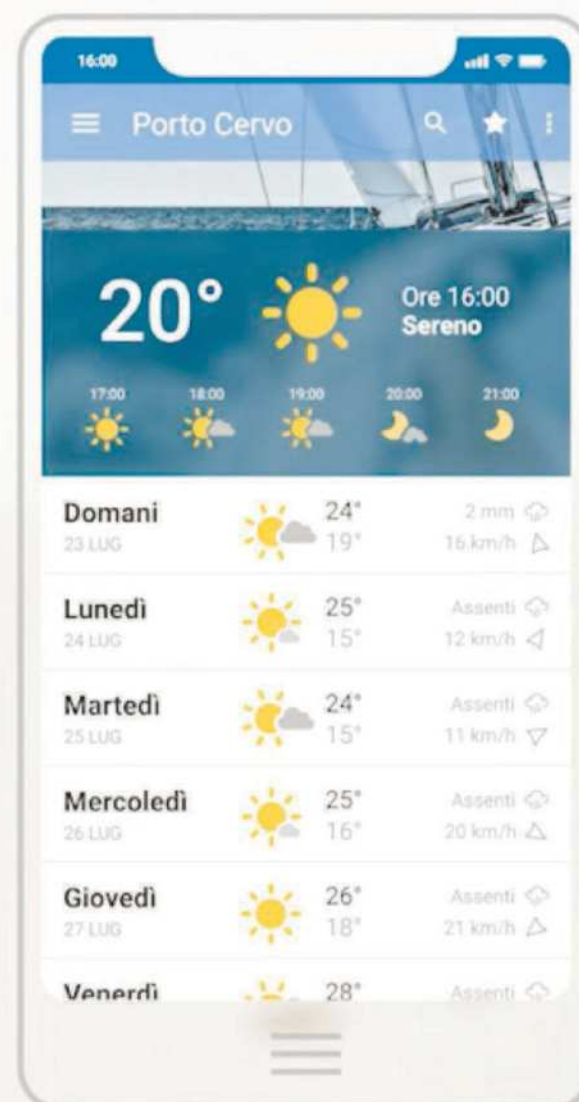 16:00
Porto Cervo
20°
Ore 16:00
Sereno
17:00 18:00 19:00 20:00 21:00
Domani 24° 2 mm
23 LUG 19° 16 km/h
Lunedì 25° Assenti
24 LUG 15° 12 km/h
Martedì 24° Assenti
25 LUG 15° 11 km/h
Mercoledì 25° Assenti
26 LUG 16° 20 km/h
Giovedì 26° Assenti
27 LUG 18° 21 km/h
Venerdì 28° Assenti